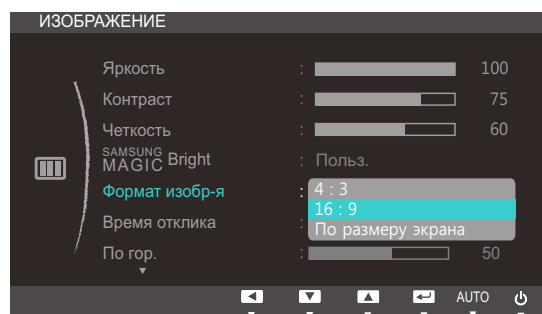 ИЗОБРАЖЕНИЕ
Яркость : 100
Контраст : 75
Четкость : 60
SAMSUNG MAGIC Bright : Польз.
Формат изобр-я : 4 : 3
16 : 9
Время отклика : По размеру экрана
По гор. : 50
AUTO